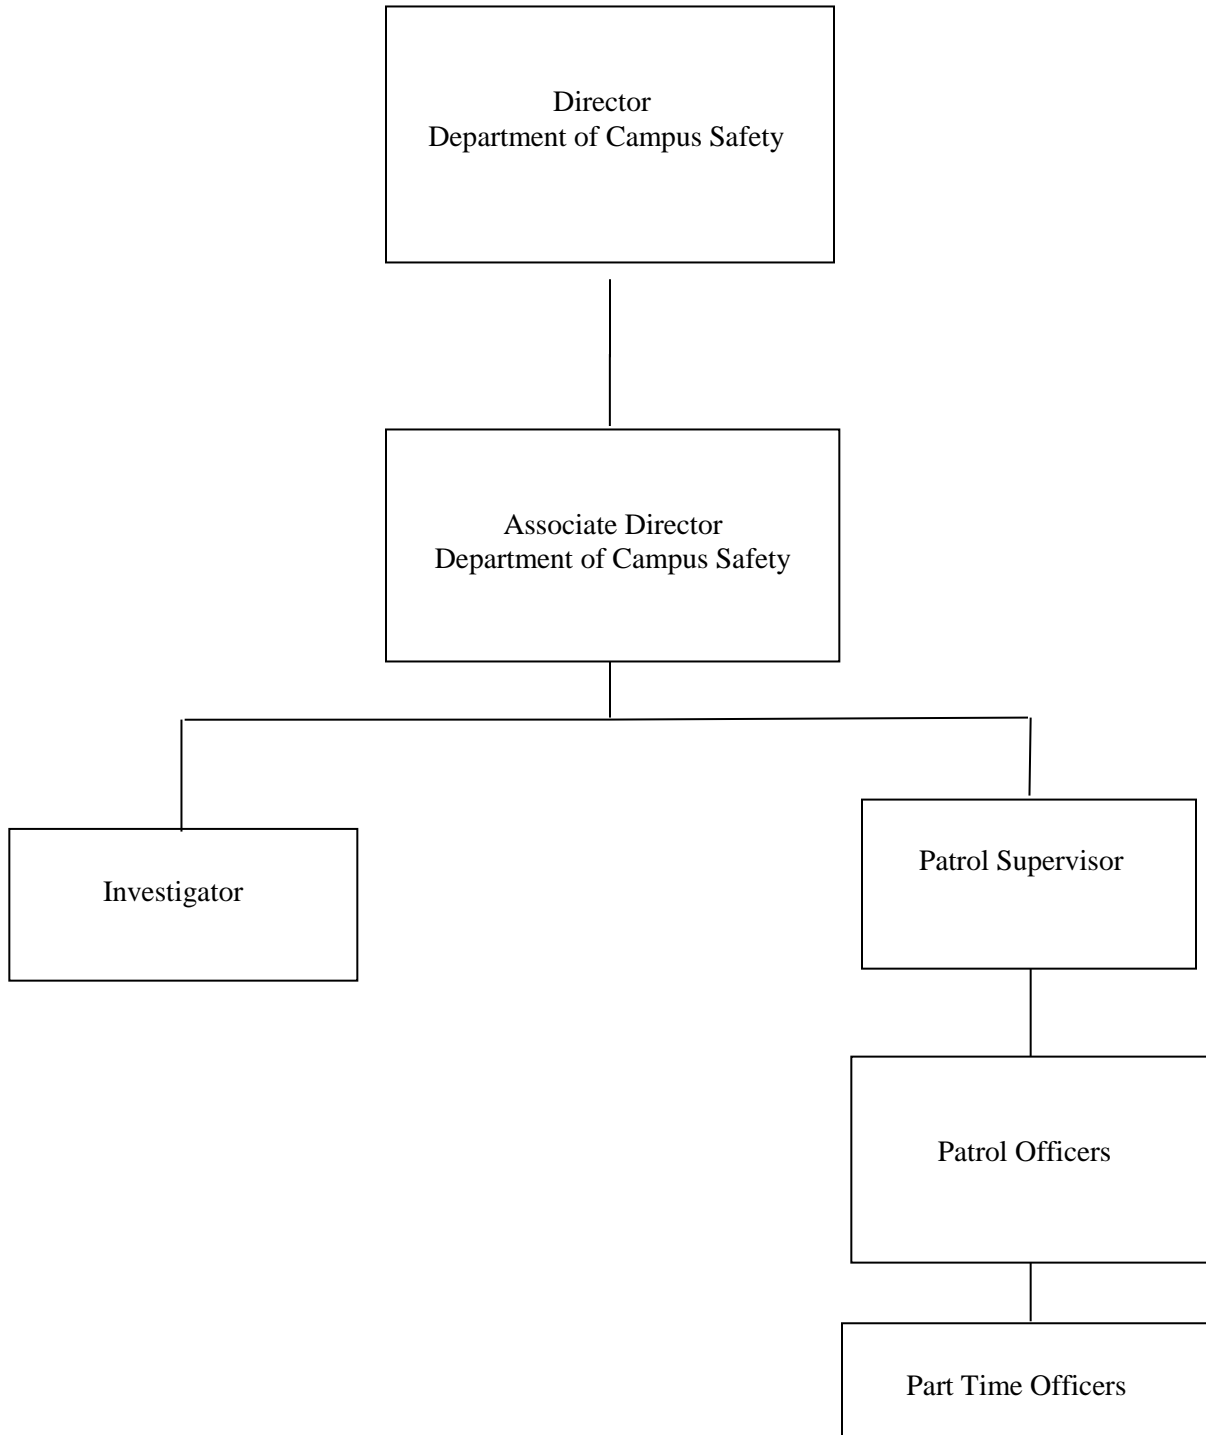 Director
Department of Campus Safety
Associate Director
Department of Campus Safety
Investigator
Patrol Supervisor
Patrol Officers
Part Time Officers